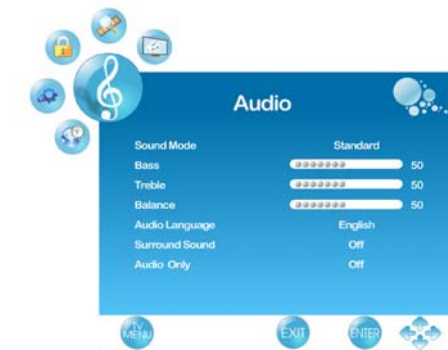 Audio
Sound Mode Standard
Bass 50
Treble 50
Balance 50
Audio Language English
Surround Sound Off
Audio Only Off
TV MENU EXIT ENTER